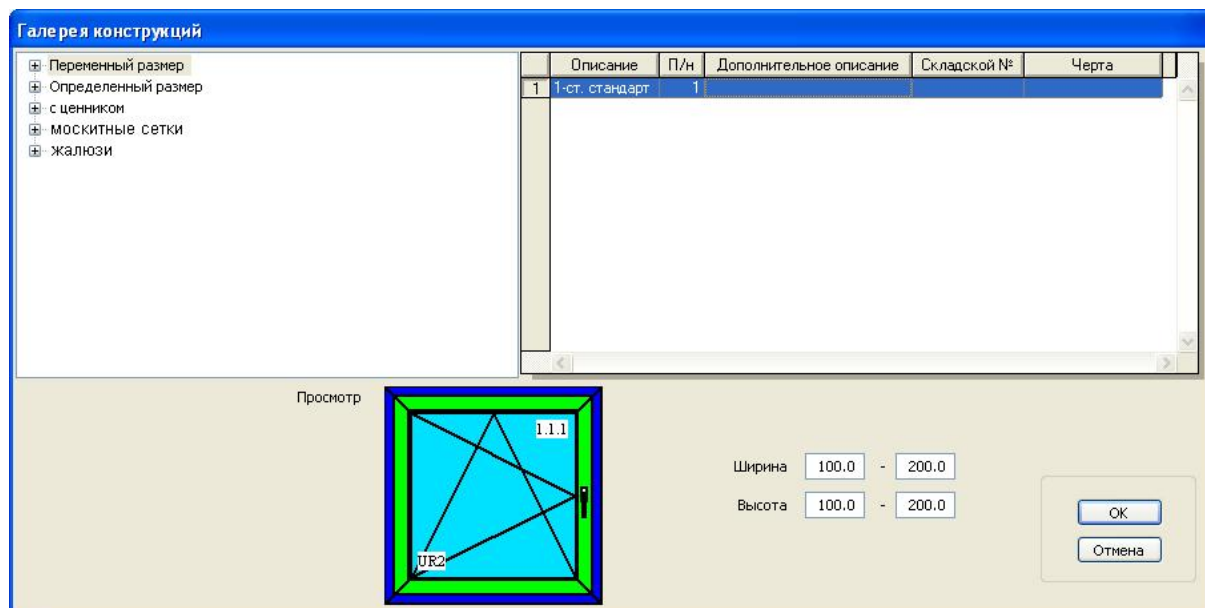 Галерея конструкций
Переменный размер
Определенный размер
с ценником
москитные сетки
жалюзи
Описание П/н Дополнительное описание Складской № Черта
1 1-ст. стандарт 1
Просмотр
1.1.1
UR2
Ширина 100.0 - 200.0
Высота 100.0 - 200.0
OK
Отмена